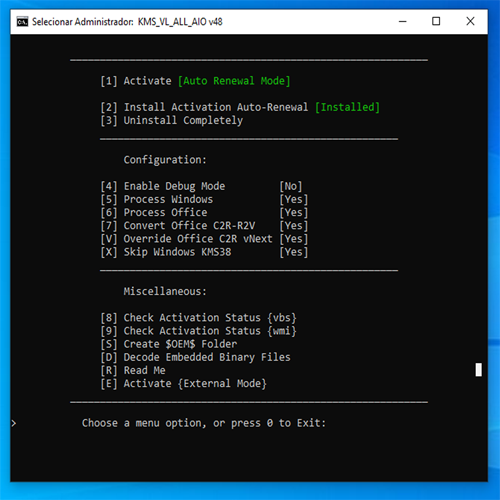 Selecionar Administrador: KMS_VL_ALL_AIO v48
[1] Activate [Auto Renewal Mode]
[2] Install Activation Auto-Renewal [Installed]
[3] Uninstall Completely
Configuration:
[4] Enable Debug Mode [No]
[5] Process Windows [Yes]
[6] Process Office [Yes]
[7] Convert Office C2R-R2V [Yes]
[V] Override Office C2R vNext [Yes]
[X] Skip Windows KMS38 [Yes]
Miscellaneous:
[8] Check Activation Status {vbs}
[9] Check Activation Status {wmi}
[S] Create $OEM$ Folder
[D] Decode Embedded Binary Files
[R] Read Me
[E] Activate {External Mode}
> Choose a menu option, or press 0 to Exit: